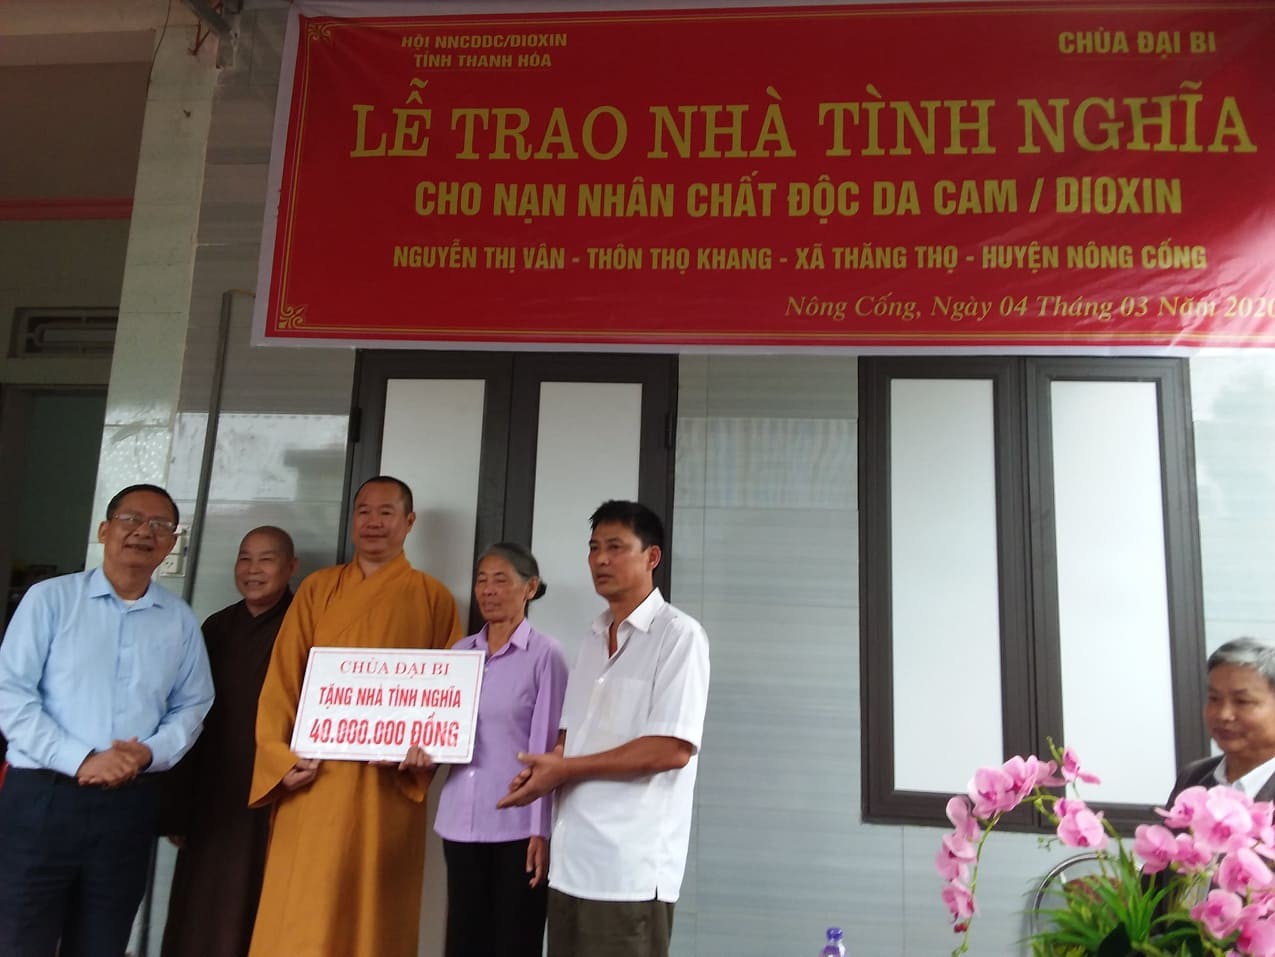 HỘI NNCĐDC/DIOXIN
TỈNH THANH HÓA
CHÙA ĐẠI BI
LỄ TRAO NHÀ TÌNH NGHĨA
CHO NẠN NHÂN CHẤT ĐỘC DA CAM / DIOXIN
NGUYỄN THỊ VÂN - THÔN THỌ KHANG - XÃ THĂNG THỌ - HUYỆN NÔNG CỐNG
Nông Cống, Ngày 04 Tháng 03 Năm 2020
CHÙA ĐẠI BI
TẶNG NHÀ TÌNH NGHĨA
40.000.000 ĐỒNG